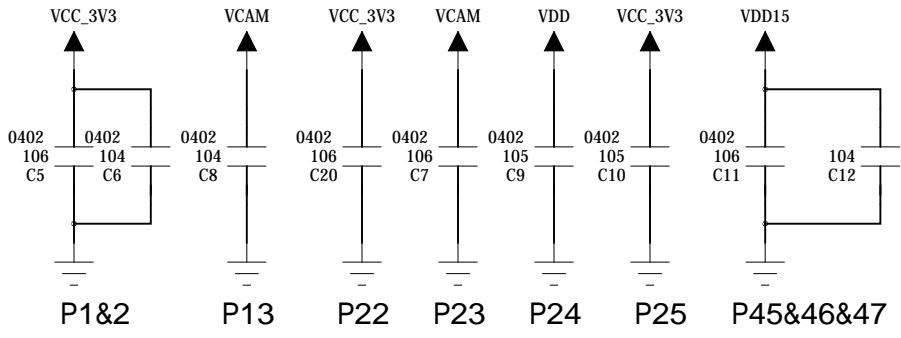 VCC_3V3 VCAM VCC_3V3 VCAM VDD VCC_3V3 VDD15
0402 0402 0402 0402 0402 0402 0402 0402
106 104 104 106 106 105 105 106 104
C5 C6 C8 C20 C7 C9 C10 C11 C12
P1&2 P13 P22 P23 P24 P25 P45&46&47